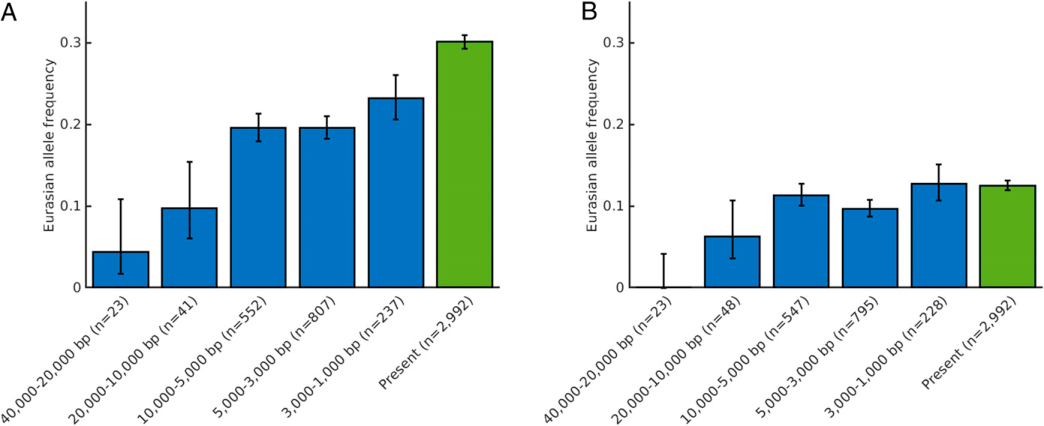 A
Eurasian allele frequency
0.3
0.2
0.1
0
40,000-20,000 bp (n=23)
20,000-10,000 bp (n=41)
10,000-5,000 bp (n=552)
5,000-3,000 bp (n=807)
3,000-1,000 bp (n=237)
Present (n=2,992)
B
Eurasian allele frequency
0.3
0.2
0.1
0
40,000-20,000 bp (n=23)
20,000-10,000 bp (n=48)
10,000-5,000 bp (n=547)
5,000-3,000 bp (n=795)
3,000-1,000 bp (n=228)
Present (n=2,992)